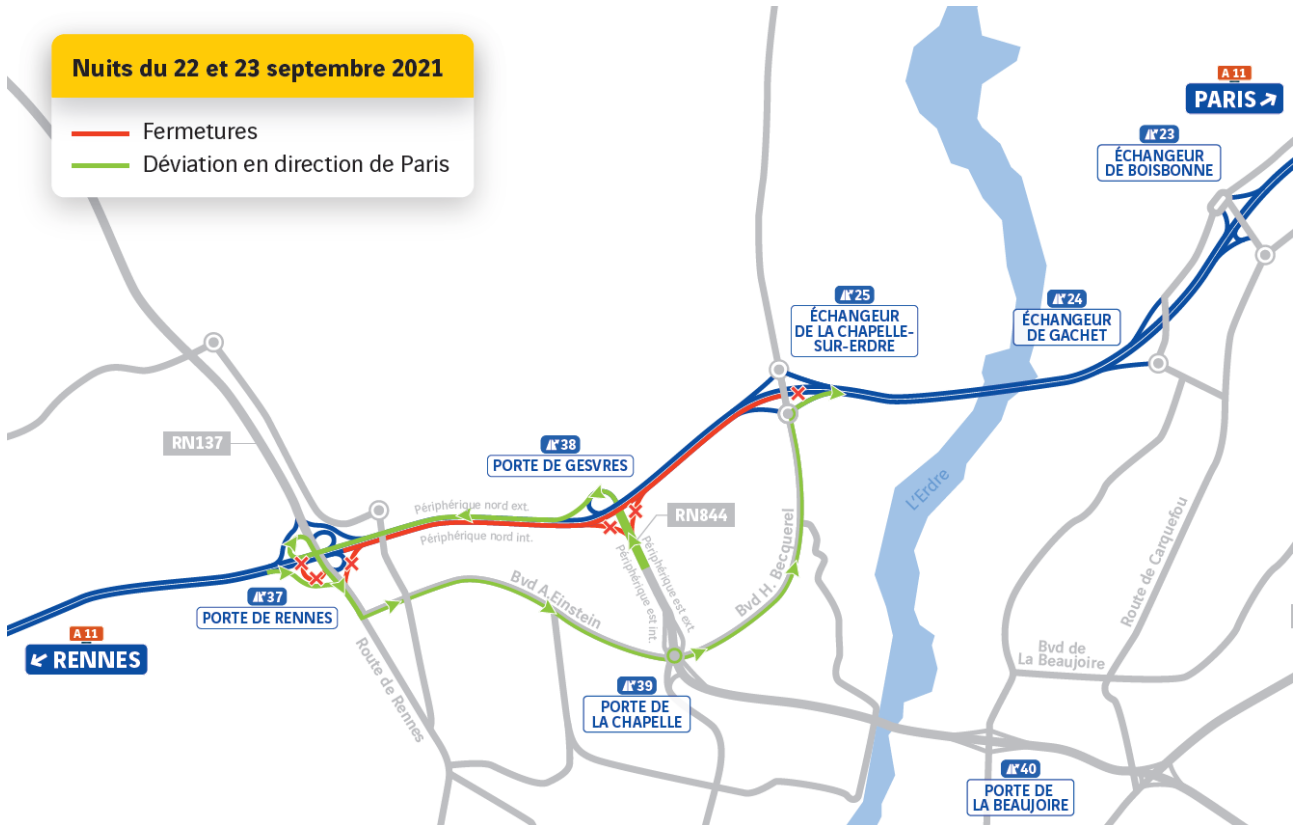 Nuits du 22 et 23 septembre 2021
Fermetures
Déviation en direction de Paris
A 11
PARIS
23
ÉCHANGEUR
DE BOISBONNE
25
ÉCHANGEUR
DE LA CHAPELLE-
SUR-ERDRE
24
ÉCHANGEUR
DE GACHET
RN137
38
PORTE DE GESVRES
L'Erdre
Périphérique nord ext.
Périphérique nord int.
RN844
Périphérique est ext.
Périphérique est int.
Bvd H. Becquerel
Route de Carquefou
Bvd A.Einstein
37
PORTE DE RENNES
A 11
RENNES
Route de Rennes
Bvd de
La Beaujoire
39
PORTE DE
LA CHAPELLE
40
PORTE DE
LA BEAUJOIRE